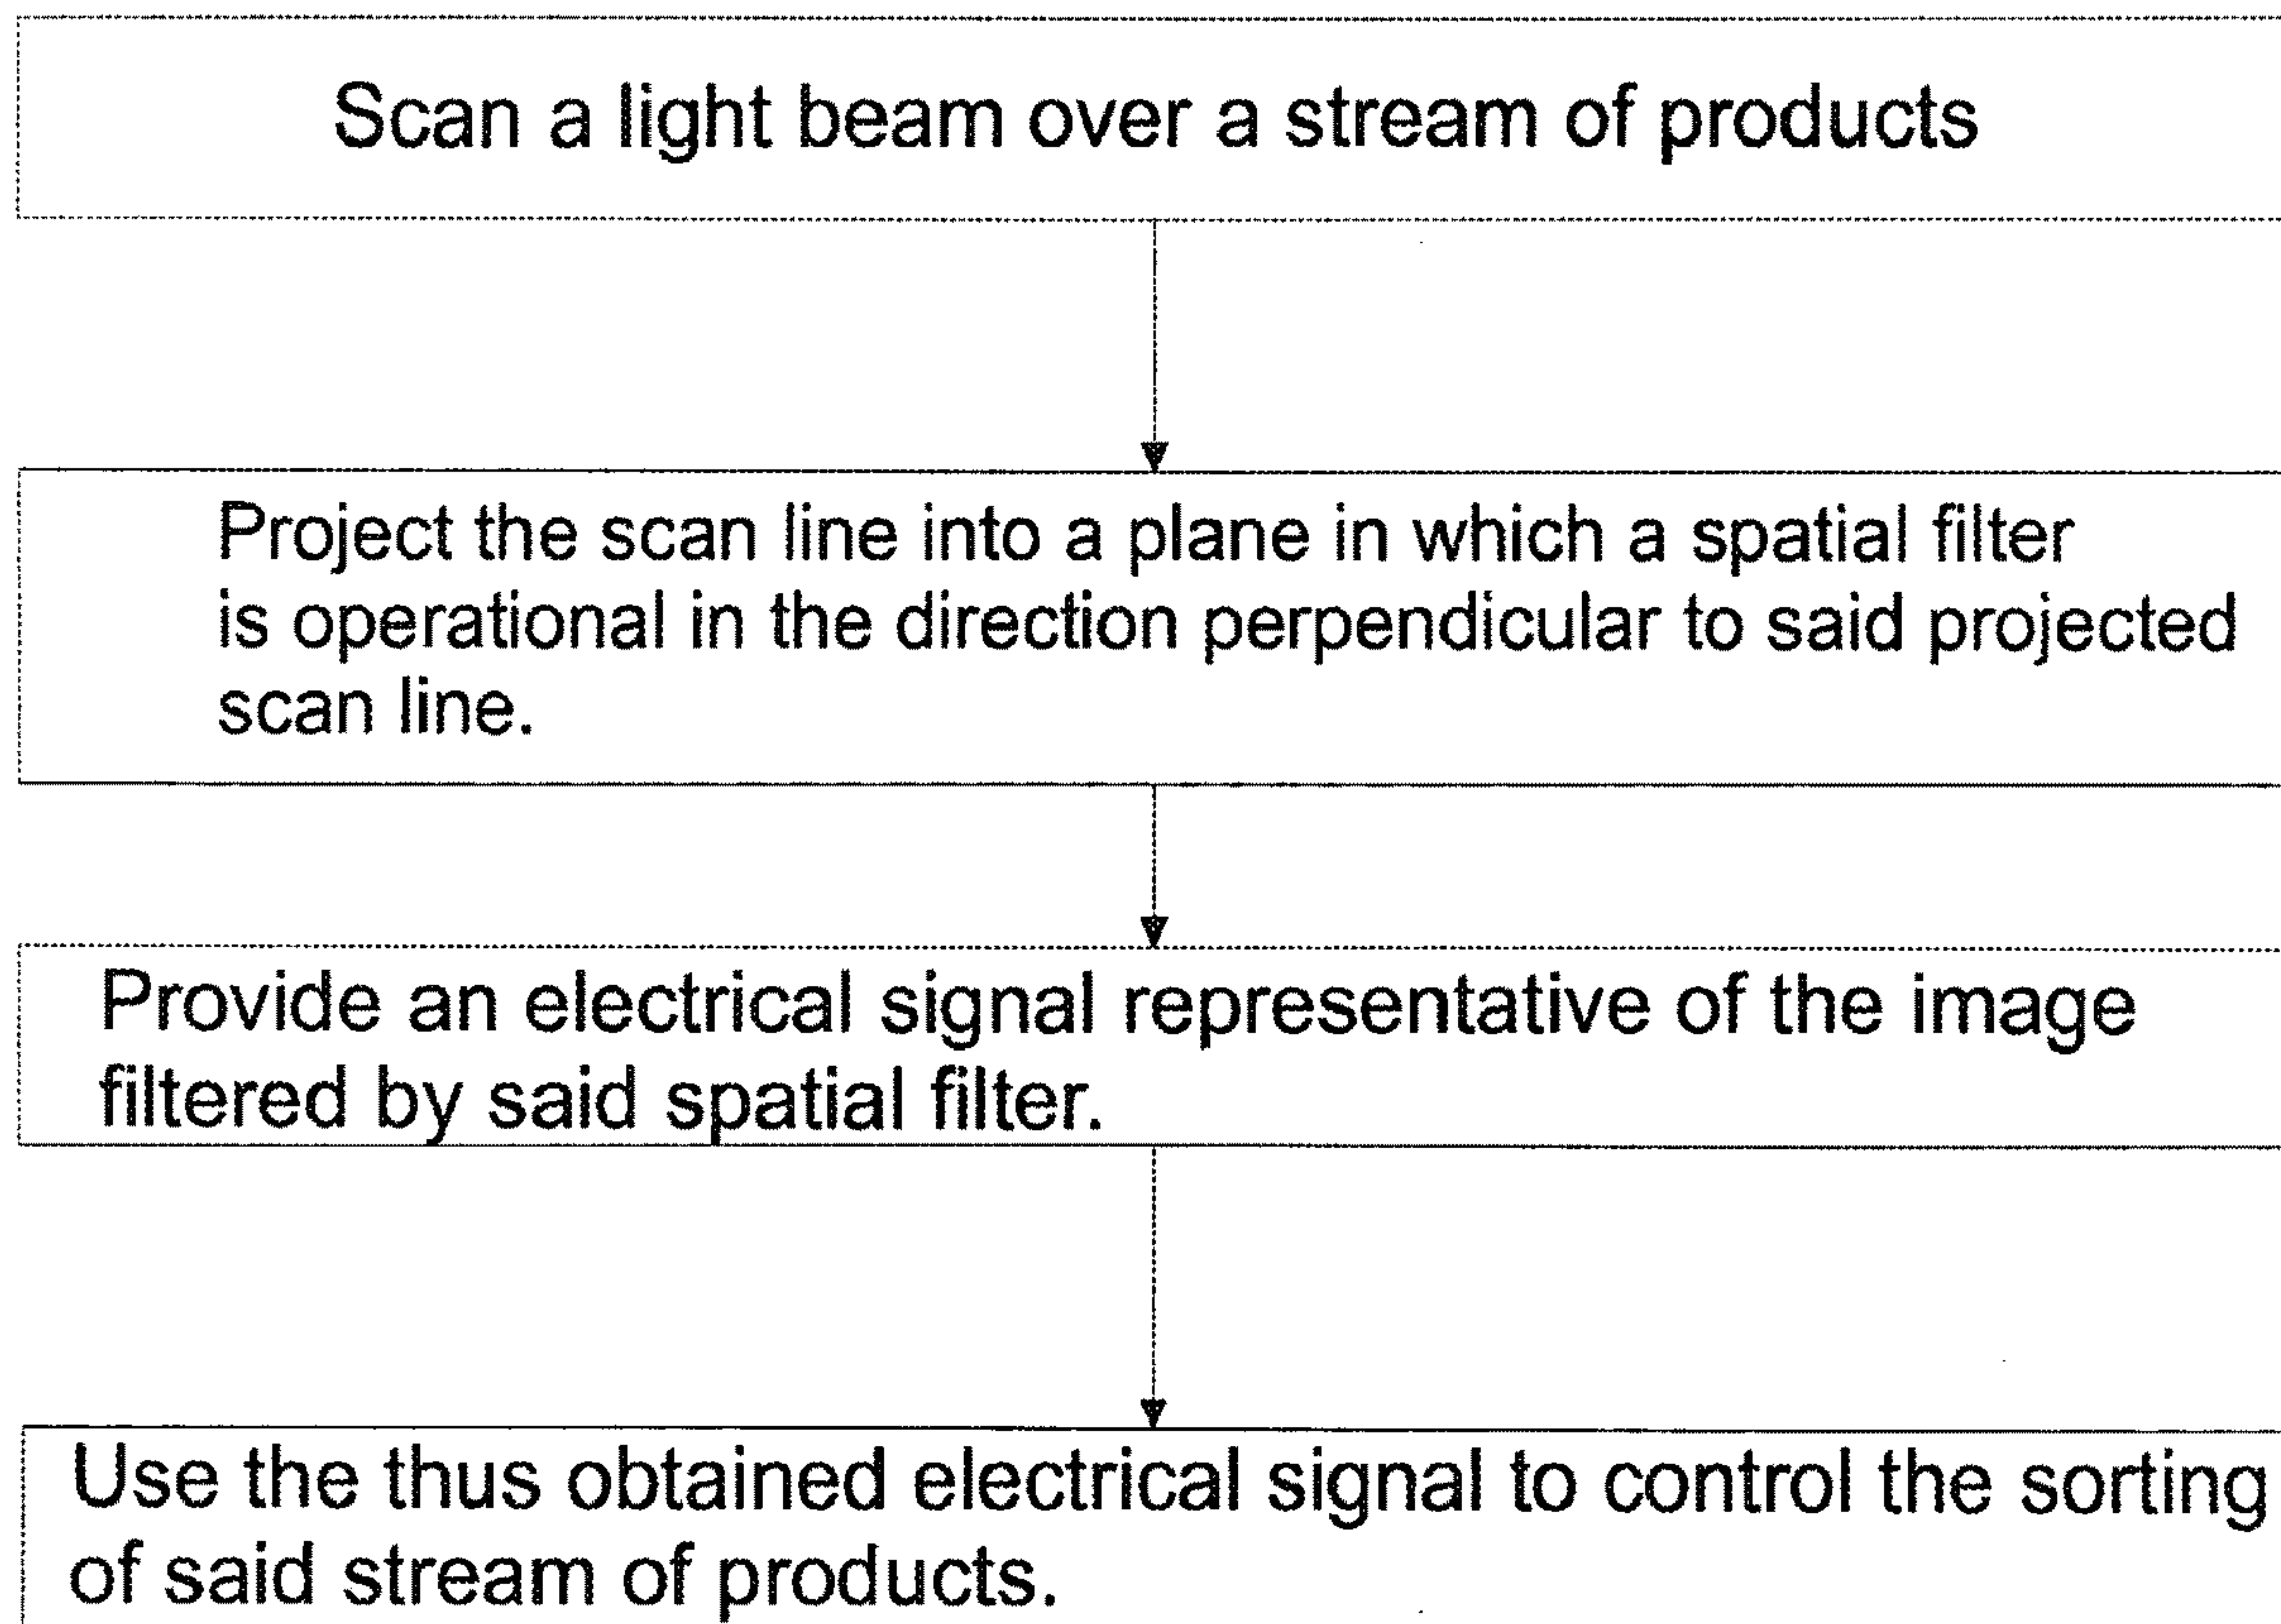 Scan a light beam over a stream of products
Project the scan line into a plane in which a spatial filter
is operational in the direction perpendicular to said projected
scan line.
Provide an electrical signal representative of the image
filtered by said spatial filter.
Use the thus obtained electrical signal to control the sorting
of said stream of products.